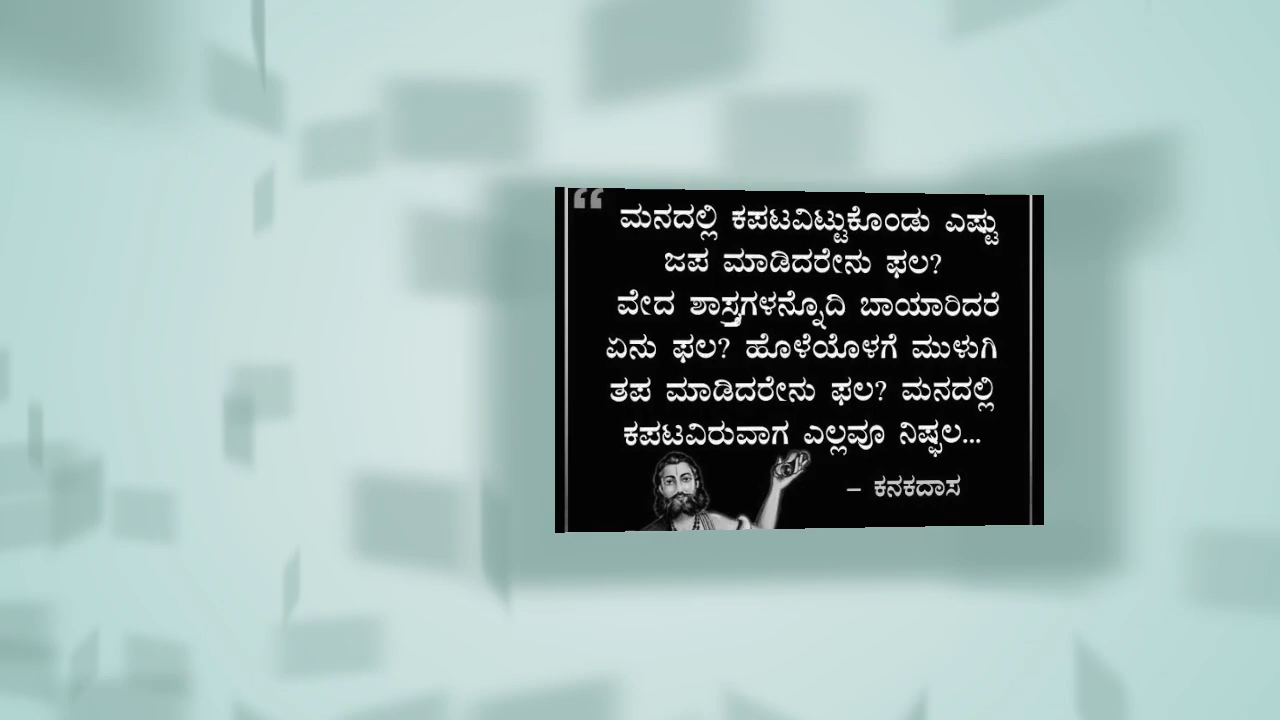 “
ಮನದಲ್ಲಿ ಕಪಟವಿಟ್ಟುಕೊಂಡು ಎಷ್ಟು
ಜಪ ಮಾಡಿದರೇನು ಫಲ?
ವೇದ ಶಾಸ್ತ್ರಗಳನ್ನೊದಿ ಬಾಯಾರಿದರೆ
ಏನು ಫಲ? ಹೊಳೆಯೊಳಗೆ ಮುಳುಗಿ
ತಪ ಮಾಡಿದರೇನು ಫಲ? ಮನದಲ್ಲಿ
ಕಪಟವಿರುವಾಗ ಎಲ್ಲವೂ ನಿಷ್ಫಲ...
– ಕನಕದಾಸ